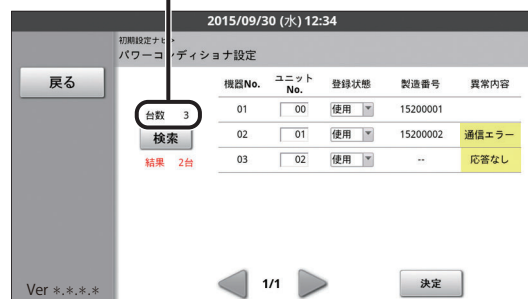 2015/09/30 (水) 12:34
初期設定ナビ>
パワーコンディショナ設定
戻る
機器No. ユニットNo. 登録状態 製造番号 異常内容
台数 3
検索
結果 2台
01 00 使用 15200001
02 01 使用 15200002 通信エラー
03 02 使用 -- 応答なし
Ver *.*.*.*
1/1
決定